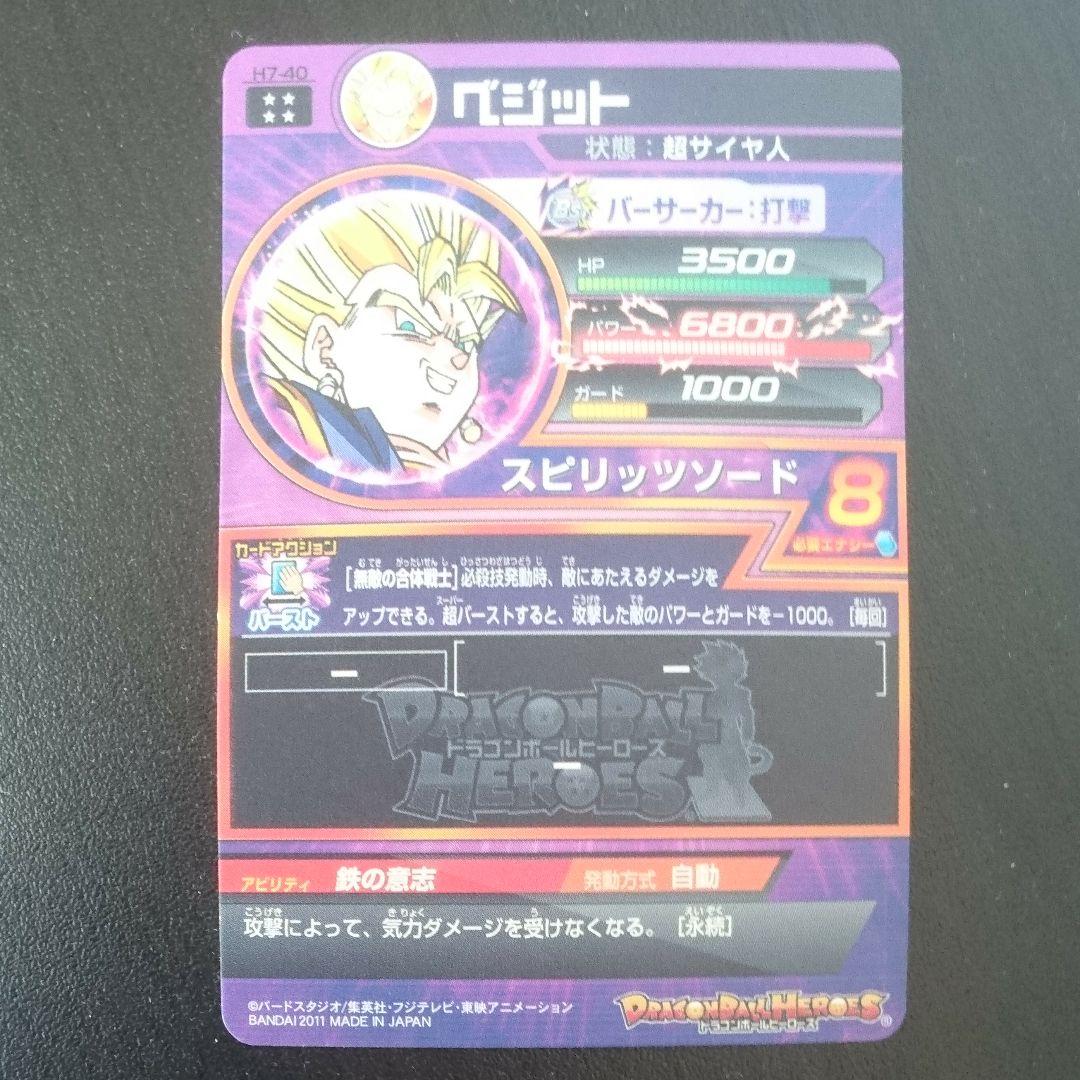 H7-40
ベジット
状態：超サイヤ人
BS バーサーカー：打撃
HP 3500
パワー 6800
ガード 1000
スピリッツソード 8
必要エナジー
カードアクション
バースト
[無敵の合体戦士]必殺技発動時、敵にあたえるダメージを
アップできる。超バーストすると、攻撃した敵のパワーとガードを－1000。 [毎回]
ー ー
DRAGON BALL
ドラゴンボールヒーローズ
ー
HEROES
アビリティ 鉄の意志 発動方式 自動
攻撃によって、気力ダメージを受けなくなる。 [永続]
©バードスタジオ/集英社・フジテレビ・東映アニメーション
BANDAI 2011 MADE IN JAPAN
DRAGONBALL HEROES
ドラゴンボールヒーローズ